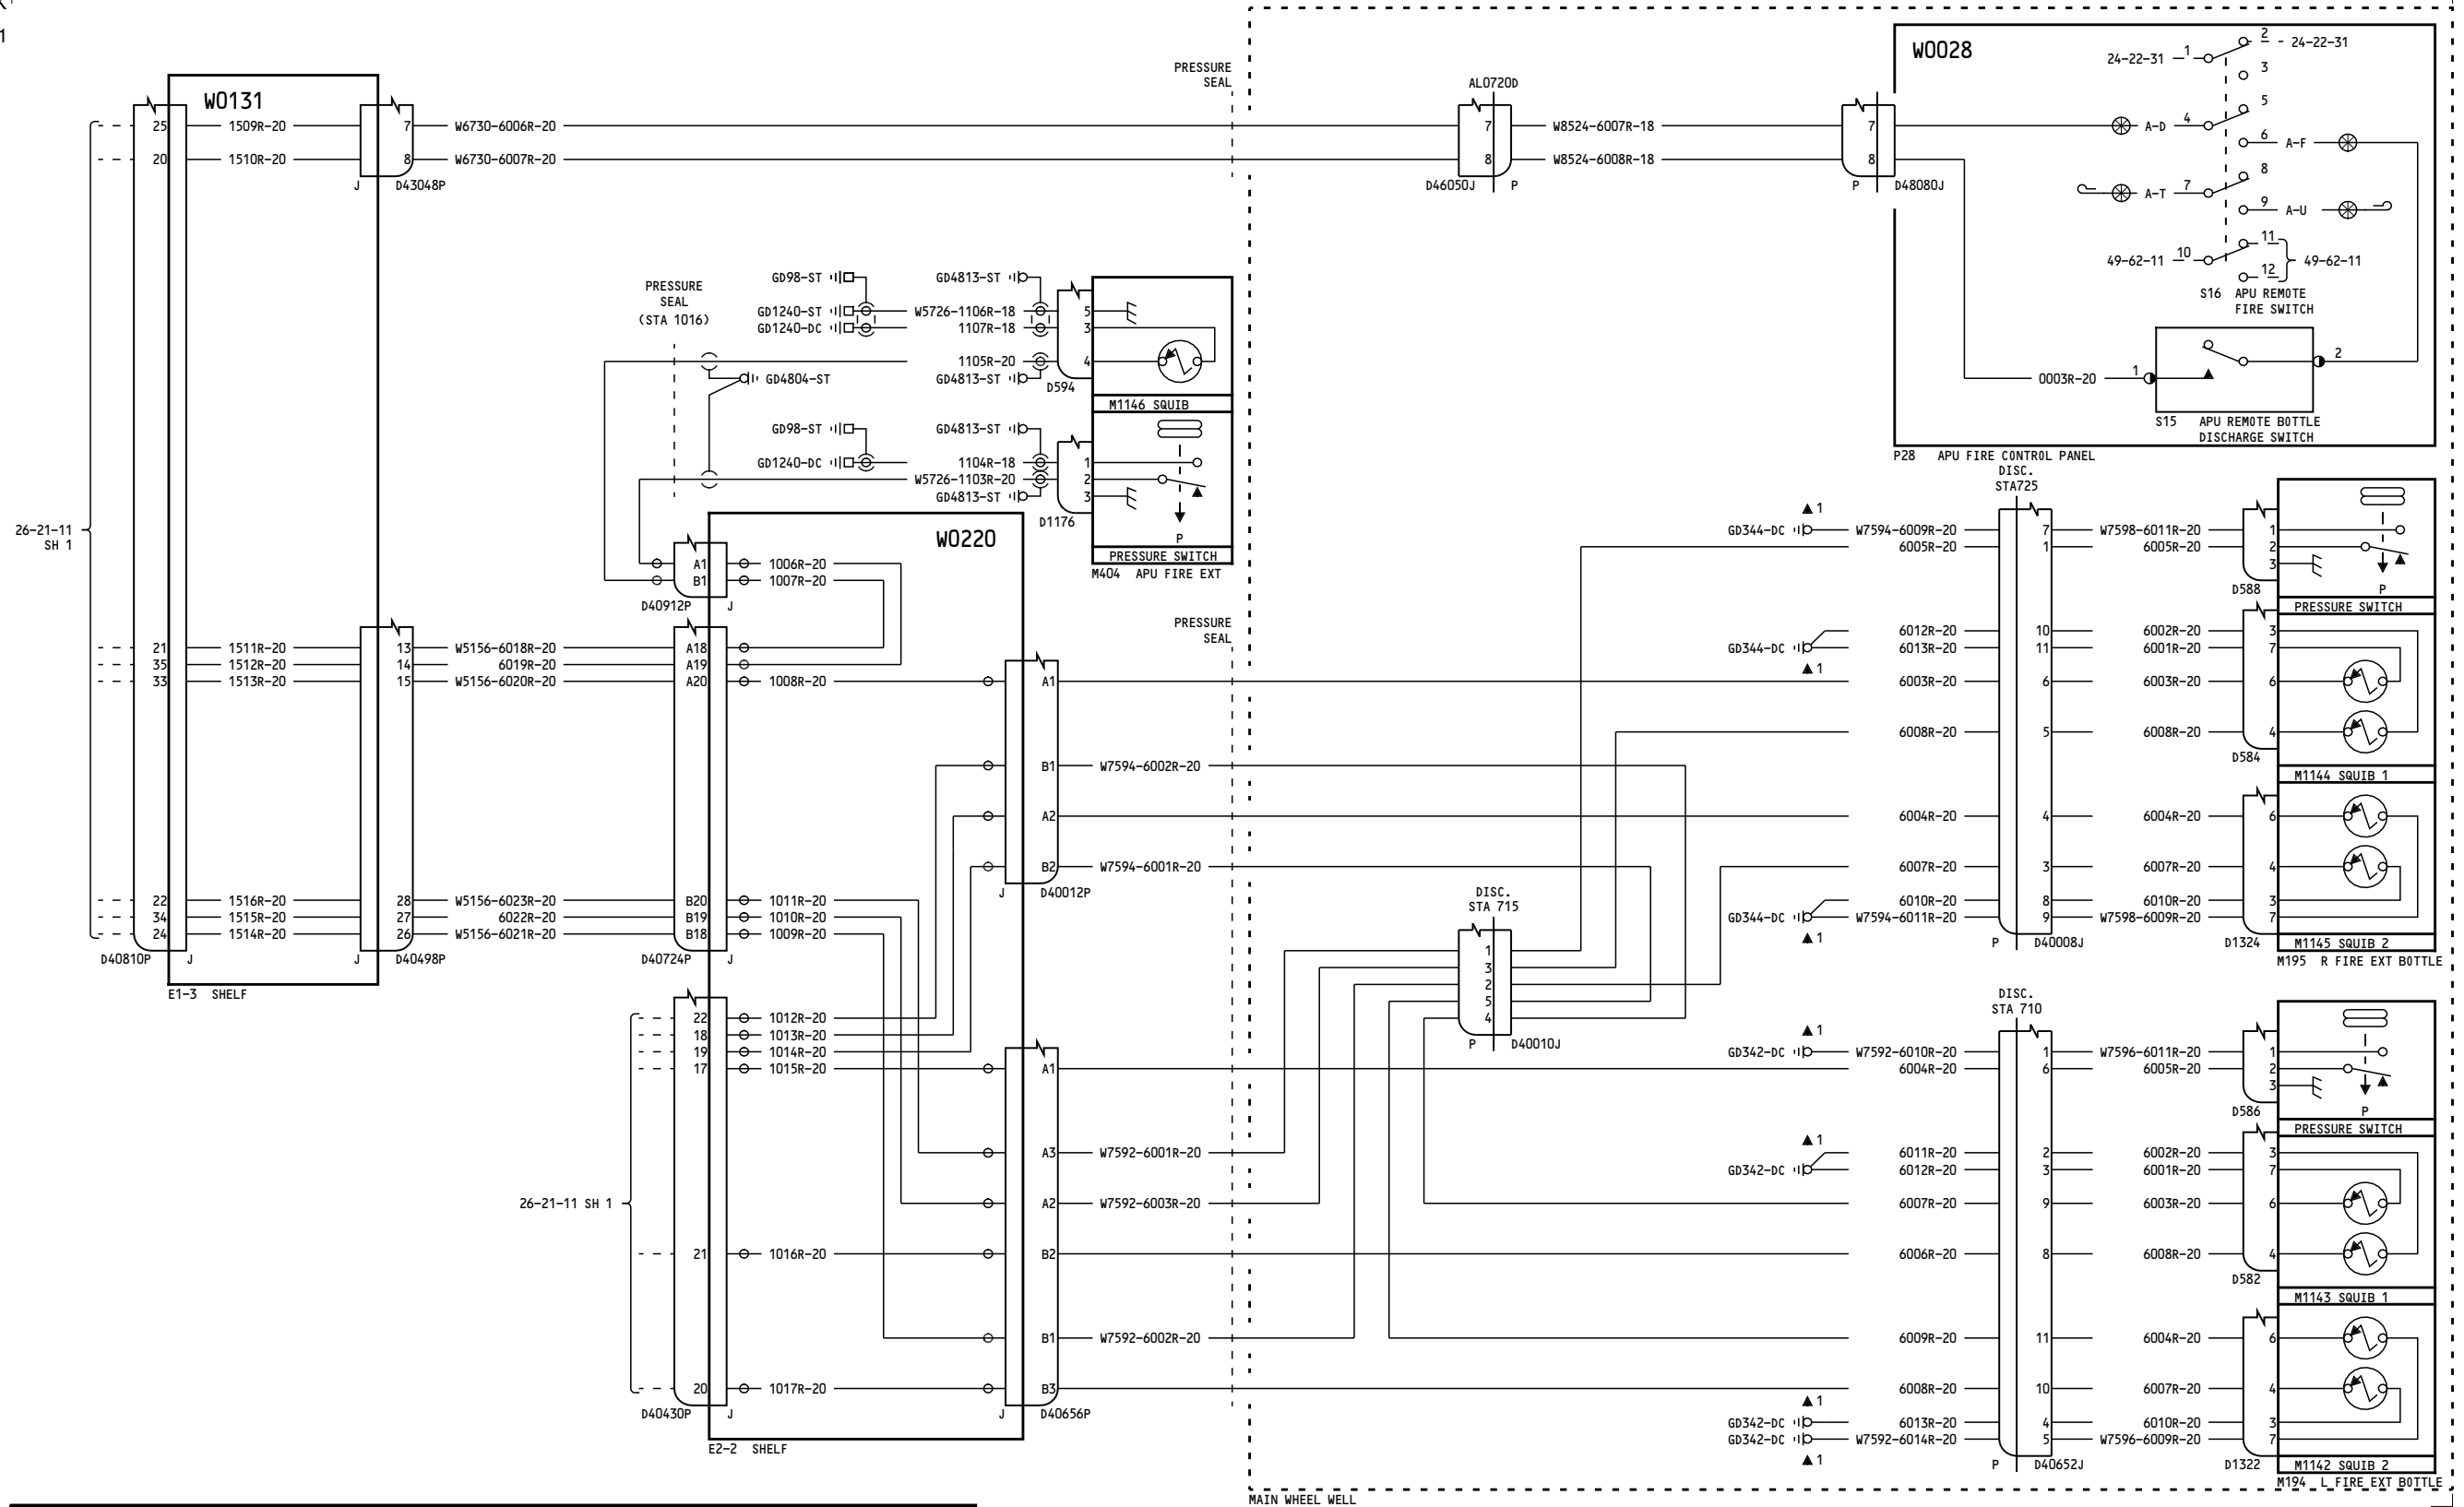 1
W0131
25 1509R-20 7 W6730-6006R-20
20 1510R-20 8 W6730-6007R-20
J D43048P
PRESSURE
SEAL
AL0720D
7 W8524-6007R-18 7
8 W8524-6008R-18 8
D46050J P
P D48080J
W0028
24-22-31 1 2 24-22-31
3
5
A-D 4
6 A-F
8
A-T 7
9 A-U
49-62-11 10 11 49-62-11
12
S16 APU REMOTE
FIRE SWITCH
0003R-20 1 2
S15 APU REMOTE BOTTLE
DISCHARGE SWITCH
P28 APU FIRE CONTROL PANEL
PRESSURE
SEAL
(STA 1016)
GD98-ST GD4813-ST
GD1240-ST W5726-1106R-18 5
GD1240-DC 1107R-18 3
1105R-20 4
GD4804-ST GD4813-ST
D594
M1146 SQUIB
GD98-ST GD4813-ST
GD1240-DC 1104R-18 1
W5726-1103R-20 2
GD4813-ST 3
D1176
P
PRESSURE SWITCH
M404 APU FIRE EXT
26-21-11
SH 1
W0220
A1 1006R-20
B1 1007R-20
D40912P J
21 1511R-20 13 W5156-6018R-20 A18
35 1512R-20 14 6019R-20 A19
33 1513R-20 15 W5156-6020R-20 A20 1008R-20 A1
B1 W7594-6002R-20
A2
B2 W7594-6001R-20
J D40012P
22 1516R-20 28 W5156-6023R-20 B20 1011R-20
34 1515R-20 27 6022R-20 B19 1010R-20
24 1514R-20 26 W5156-6021R-20 B18 1009R-20
D40810P J
J D40498P
D40724P J
E1-3 SHELF
PRESSURE
SEAL
22 1012R-20
18 1013R-20
19 1014R-20
17 1015R-20 A1
A3 W7592-6001R-20
26-21-11 SH 1
A2 W7592-6003R-20
21 1016R-20 B2
B1 W7592-6002R-20
20 1017R-20 B3
D40430P J
J D40656P
E2-2 SHELF
DISC.
STA 715
1
3
2
5
4
P D40010J
DISC.
STA725
1
GD344-DC W7594-6009R-20 7 W7598-6011R-20 1
6005R-20 1 6005R-20 2
3
D588 P
PRESSURE SWITCH
6012R-20 10 6002R-20 3
GD344-DC 6013R-20 11 6001R-20 7
1
6003R-20 6 6003R-20 6
6008R-20 5 6008R-20 4
D584
M1144 SQUIB 1
6004R-20 4 6004R-20 6
6007R-20 3 6007R-20 4
6010R-20 8 6010R-20 3
GD344-DC W7594-6011R-20 9 W7598-6009R-20 7
1
P D40008J D1324 M1145 SQUIB 2
M195 R FIRE EXT BOTTLE
DISC.
STA 710
1
GD342-DC W7592-6010R-20 1 W7596-6011R-20 1
6004R-20 6 6005R-20 2
3
D586 P
PRESSURE SWITCH
1
6011R-20 2 6002R-20 3
GD342-DC 6012R-20 3 6001R-20 7
6007R-20 9 6003R-20 6
6006R-20 8 6008R-20 4
D582
M1143 SQUIB 1
6009R-20 11 6004R-20 6
6008R-20 10 6007R-20 4
1
GD342-DC 6013R-20 4 6010R-20 3
GD342-DC W7592-6014R-20 5 W7596-6009R-20 7
1
P D40652J D1322 M1142 SQUIB 2
M194 L FIRE EXT BOTTLE
MAIN WHEEL WELL